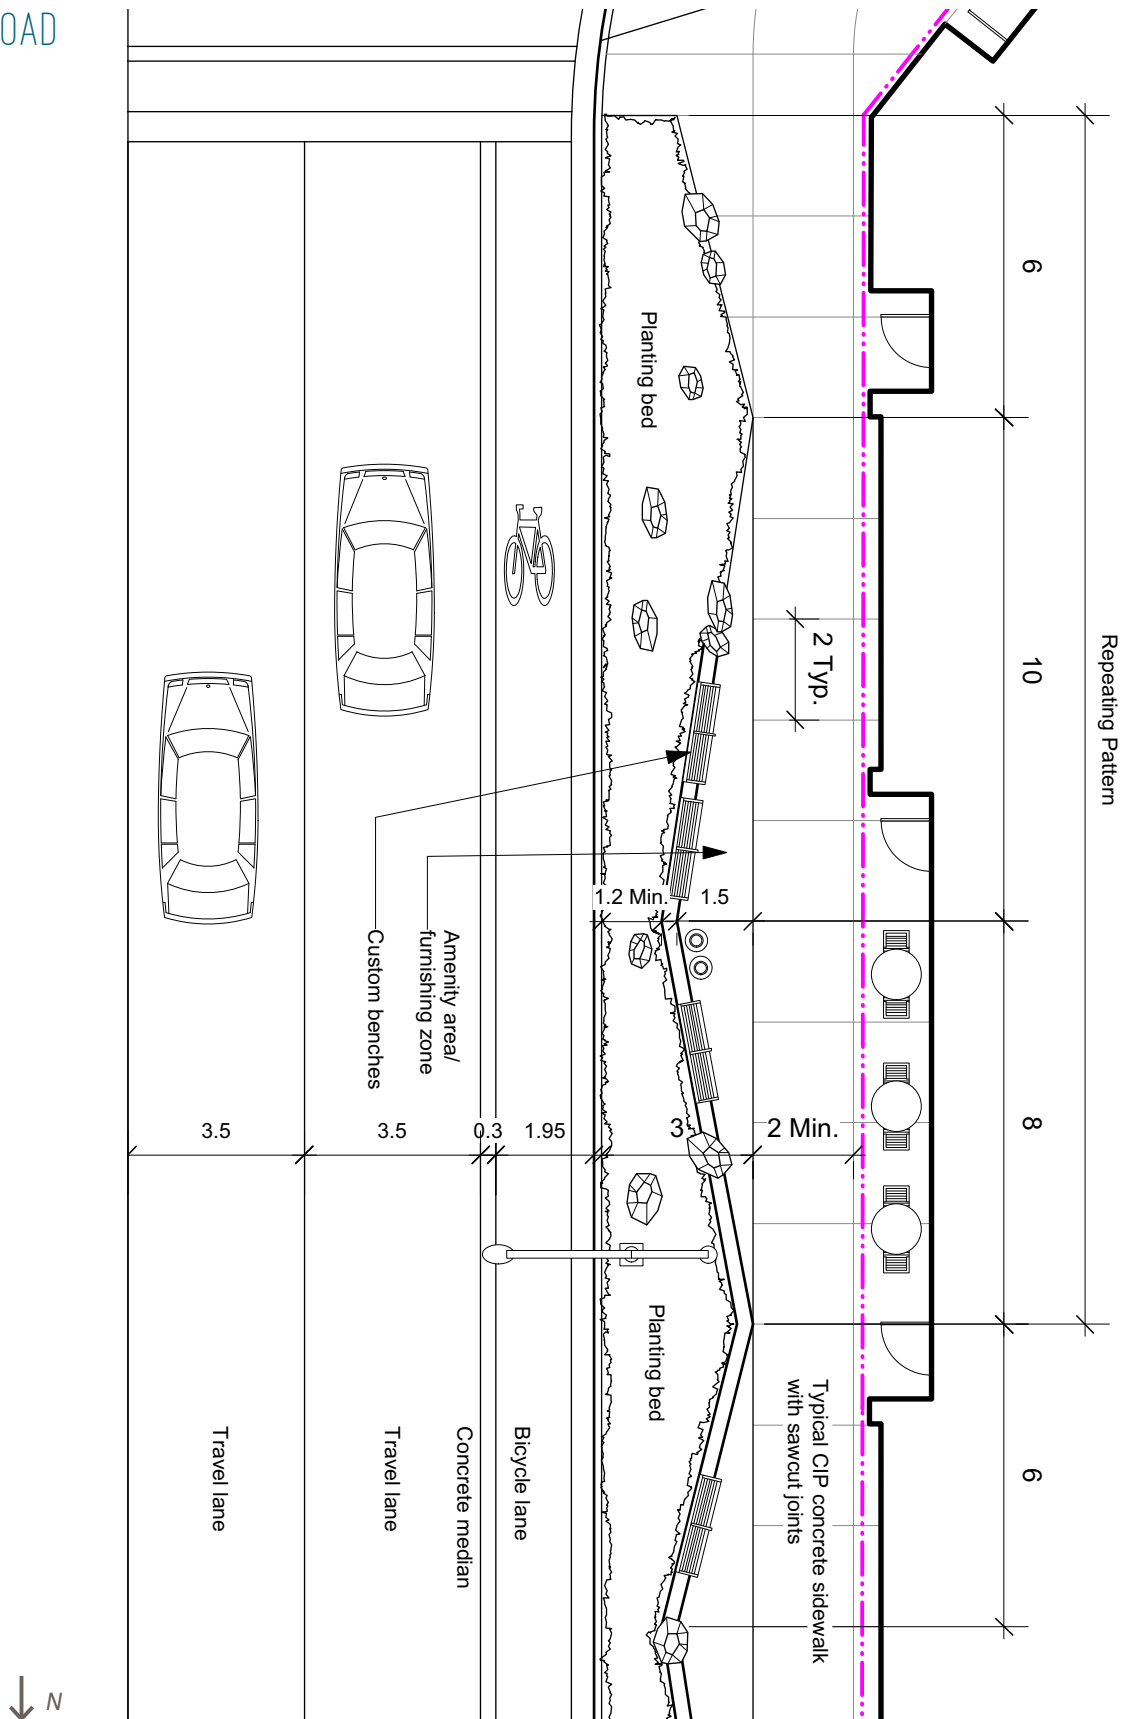 OAD
6
Planting bed
10
Repeating Pattern
2 Typ.
1.2 Min.
1.5
Amenity area/
furnishing zone
Custom benches
3.5
3.5
0.3
1.95
3
2 Min.
8
Planting bed
Typical CIP concrete sidewalk
with sawcut joints
6
Travel lane
Travel lane
Concrete median
Bicycle lane
N